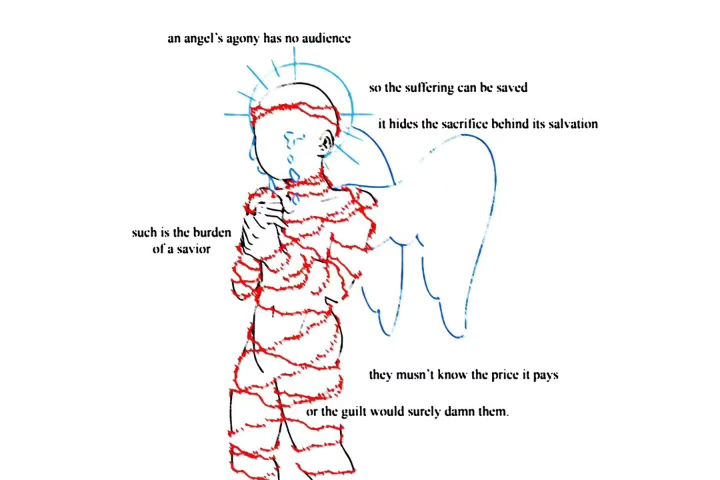 an angel's agony has no audience
so the suffering can be saved
it hides the sacrifice behind its salvation
such is the burden
of a savior
they musn't know the price it pays
or the guilt would surely damn them.